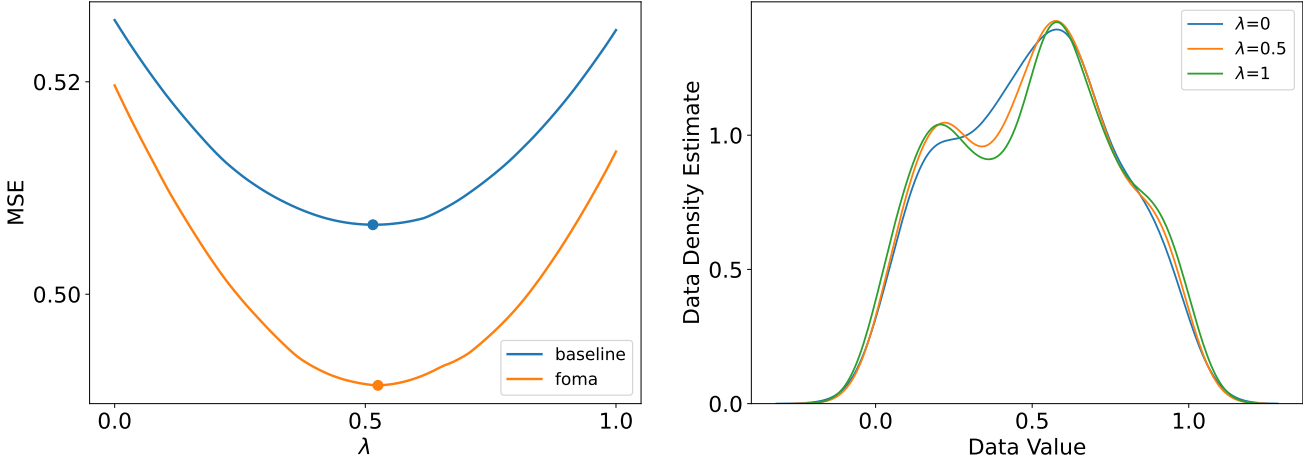 MSE
0.52
0.50
0.0
0.5
1.0
λ
baseline
foma
Data Density Estimate
1.0
0.5
0.0
0.0
0.5
1.0
Data Value
λ=0
λ=0.5
λ=1